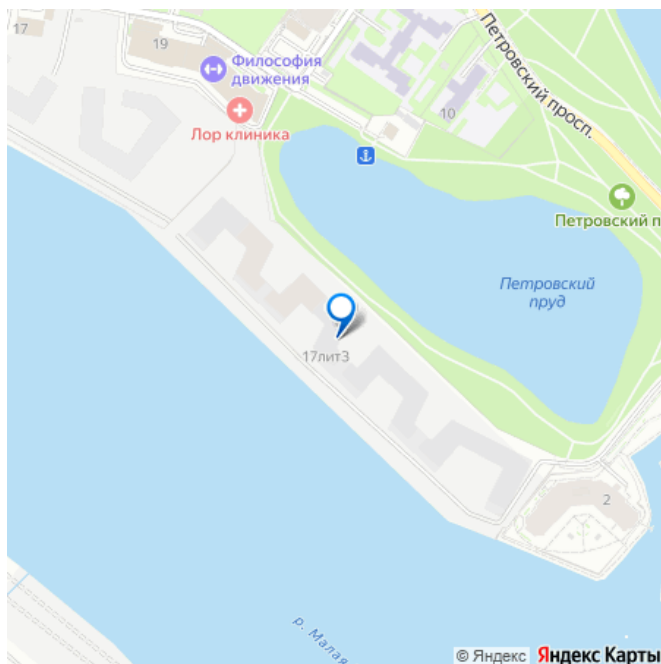 17
19
Философия
движения
Лор клиника
10
Петровский просп.
Петровский п
Петровский
пруд
17лит3
2
р. Малая
© Яндекс Яндекс Карты